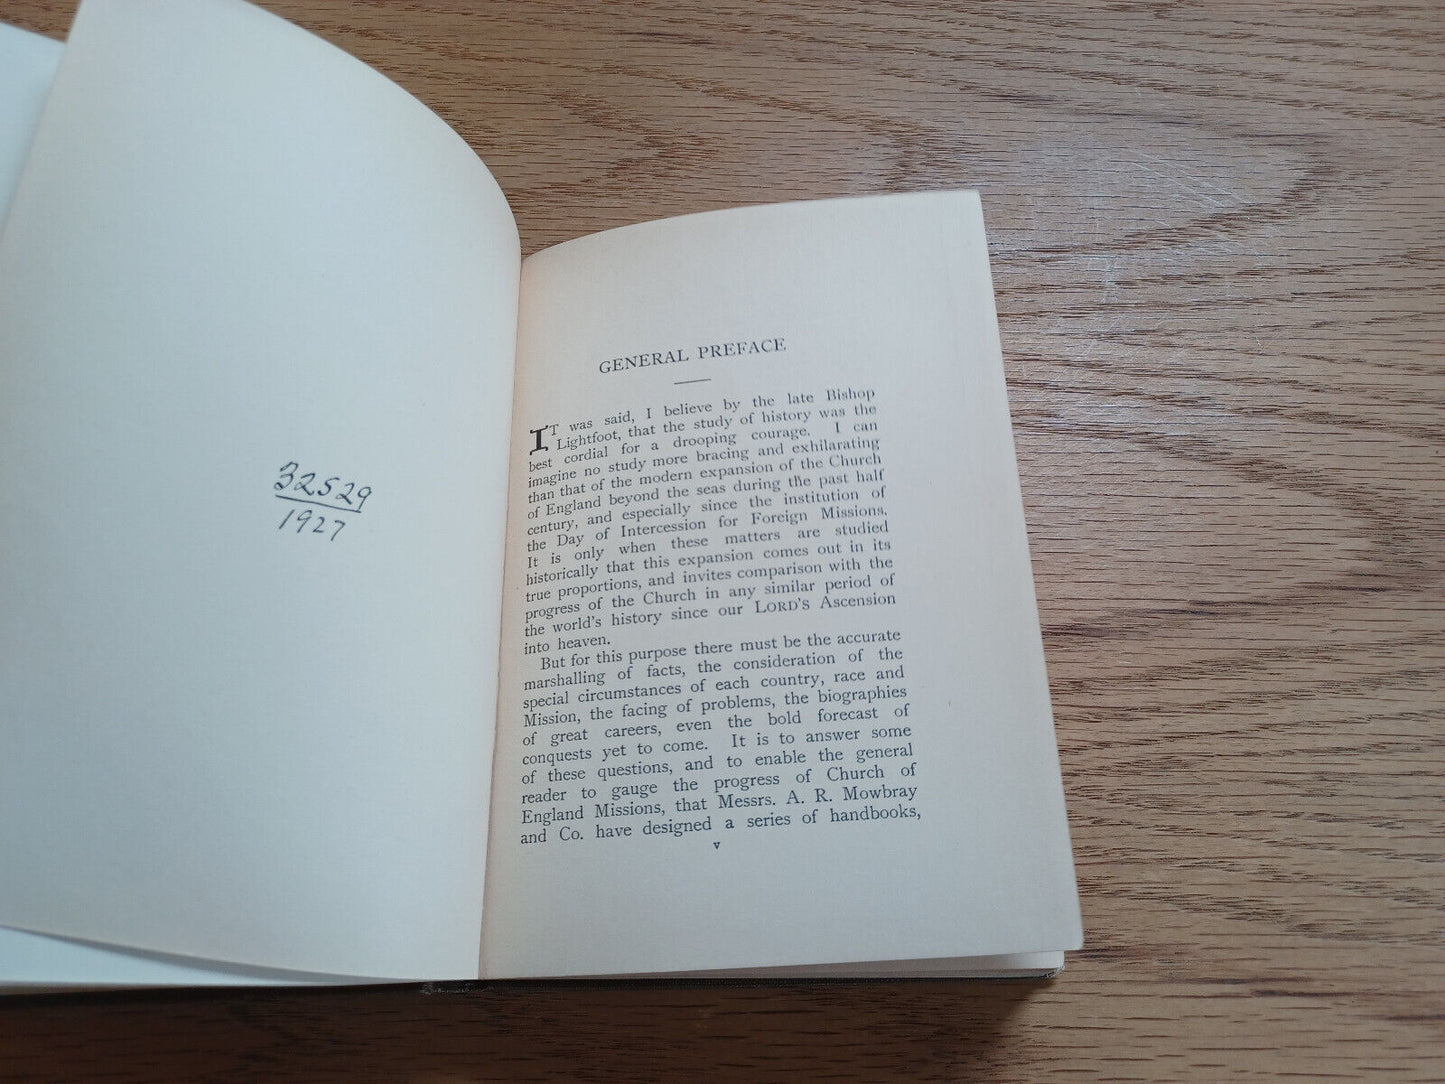 32529
1927
GENERAL PREFACE
IT was said, I believe by the late Bishop
Lightfoot, that the study of history was the
best cordial for a drooping courage. I can
imagine no study more bracing and exhilarating
than that of the modern expansion of the Church
of England beyond the seas during the past half
century, and especially since the institution of
the Day of Intercession for Foreign Missions.
It is only when these matters are studied
historically that this expansion comes out in its
true proportions, and invites comparison with the
progress of the Church in any similar period of
the world's history since our LORD'S Ascension
into heaven.
But for this purpose there must be the accurate
marshalling of facts, the consideration of the
special circumstances of each country, race and
Mission, the facing of problems, the biographies
of great careers, even the bold forecast of
conquests yet to come. It is to answer some
of these questions, and to enable the general
reader to gauge the progress of Church of
England Missions, that Messrs. A. R. Mowbray
and Co. have designed a series of handbooks,
v